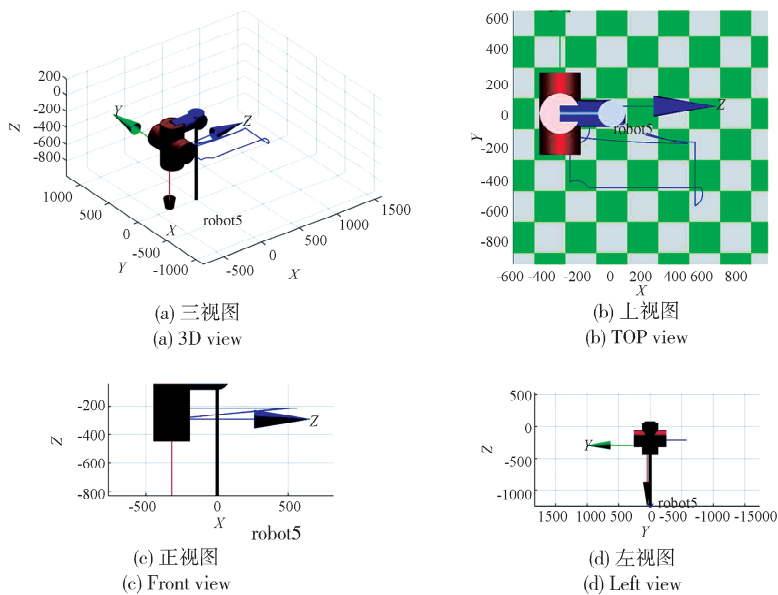 200
0
-200
-400
-600
-800
Z
1000
500
0
-500
-1000
Y
-500
0
500
1000
1500
X
Y
Z
X
robot5
(a) 三视图
(a) 3D view
600
400
200
0
-200
-400
-600
-800
Y
-600 -400 -200 0 200 400 600 800
X
Z
robot5
(b) 上视图
(b) TOP view
-200
-400
-600
-800
Z
-500 0 500
X
Z
robot5
(c) 正视图
(c) Front view
500
0
-500
-1000
Z
1500 1000 500 0 -500 -1000 -1500
Y
Y
robot5
(d) 左视图
(d) Left view